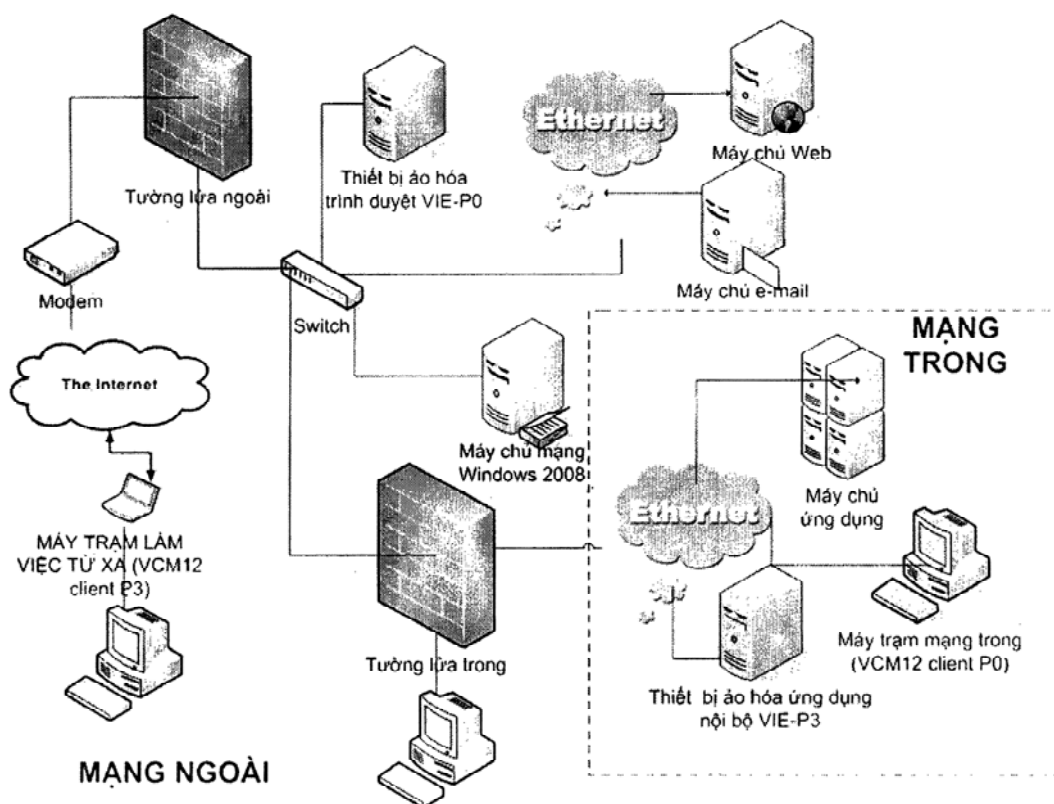 Ethernet
Máy chủ Web
Tường lửa ngoài
Thiết bị ảo hóa
trình duyệt VIE-P0
Máy chủ e-mail
Modem
Switch
MẠNG
TRONG
The Internet
Máy chủ mạng
Windows 2008
Máy chủ
ứng dụng
Ethernet
MÁY TRẠM LÀM
VIỆC TỪ XA (VCM12
client P3)
Tường lửa trong
Máy trạm mạng trong
(VCM12 client P0)
Thiết bị ảo hóa ứng dụng
nội bộ VIE-P3
MẠNG NGOÀI